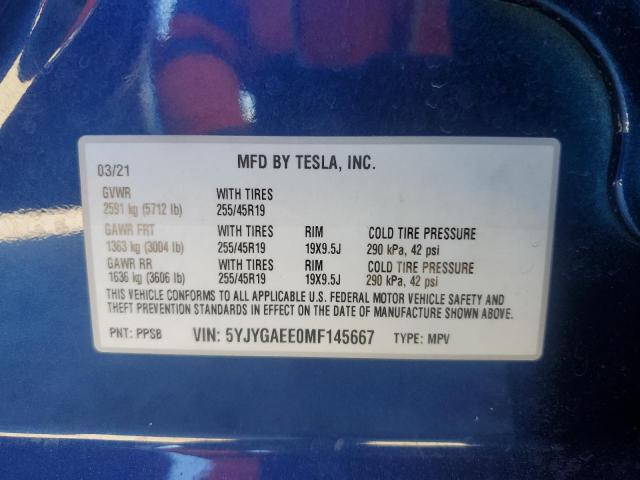 MFD BY TESLA, INC.
03/21
GVWR WITH TIRES
2591 kg (5712 lb) 255/45R19
GAWR FRT WITH TIRES RIM COLD TIRE PRESSURE
1363 kg (3004 lb) 255/45R19 19X9.5J 290 kPa, 42 psi
GAWR RR WITH TIRES RIM COLD TIRE PRESSURE
1636 kg (3606 lb) 255/45R19 19X9.5J 290 kPa, 42 psi
THIS VEHICLE CONFORMS TO ALL APPLICABLE U.S. FEDERAL MOTOR VEHICLE SAFETY AND
THEFT PREVENTION STANDARDS IN EFFECT ON THE DATE OF MANUFACTURE SHOWN ABOVE.
PNT: PPSB VIN: 5YJYGAEE0MF145667 TYPE: MPV